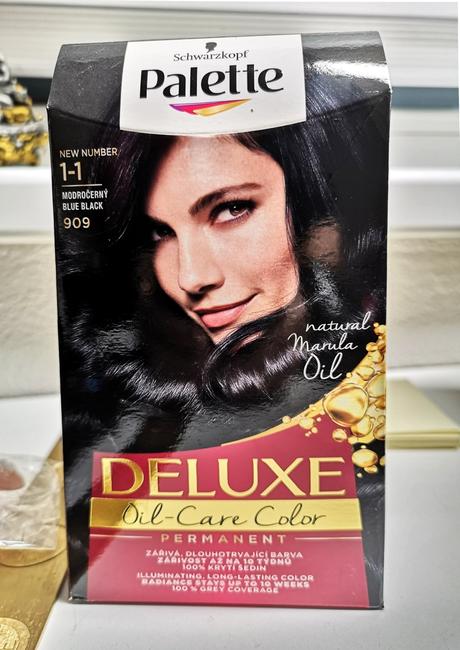 Schwarzkopf
Palette
NEW NUMBER
1-1
MODROČERNÝ
BLUE BLACK
909
natural
Marula
Oil
DELUXE
Oil-Care Color
PERMANENT
ZÁŘIVÁ, DLOUHOTRVAJÍCÍ BARVA
ZÁŘIVOST AŽ NA 10 TÝDNŮ
100% KRYTÍ ŠEDIN
ILLUMINATING, LONG-LASTING COLOR
RADIANCE STAYS UP TO 10 WEEKS
100 % GREY COVERAGE